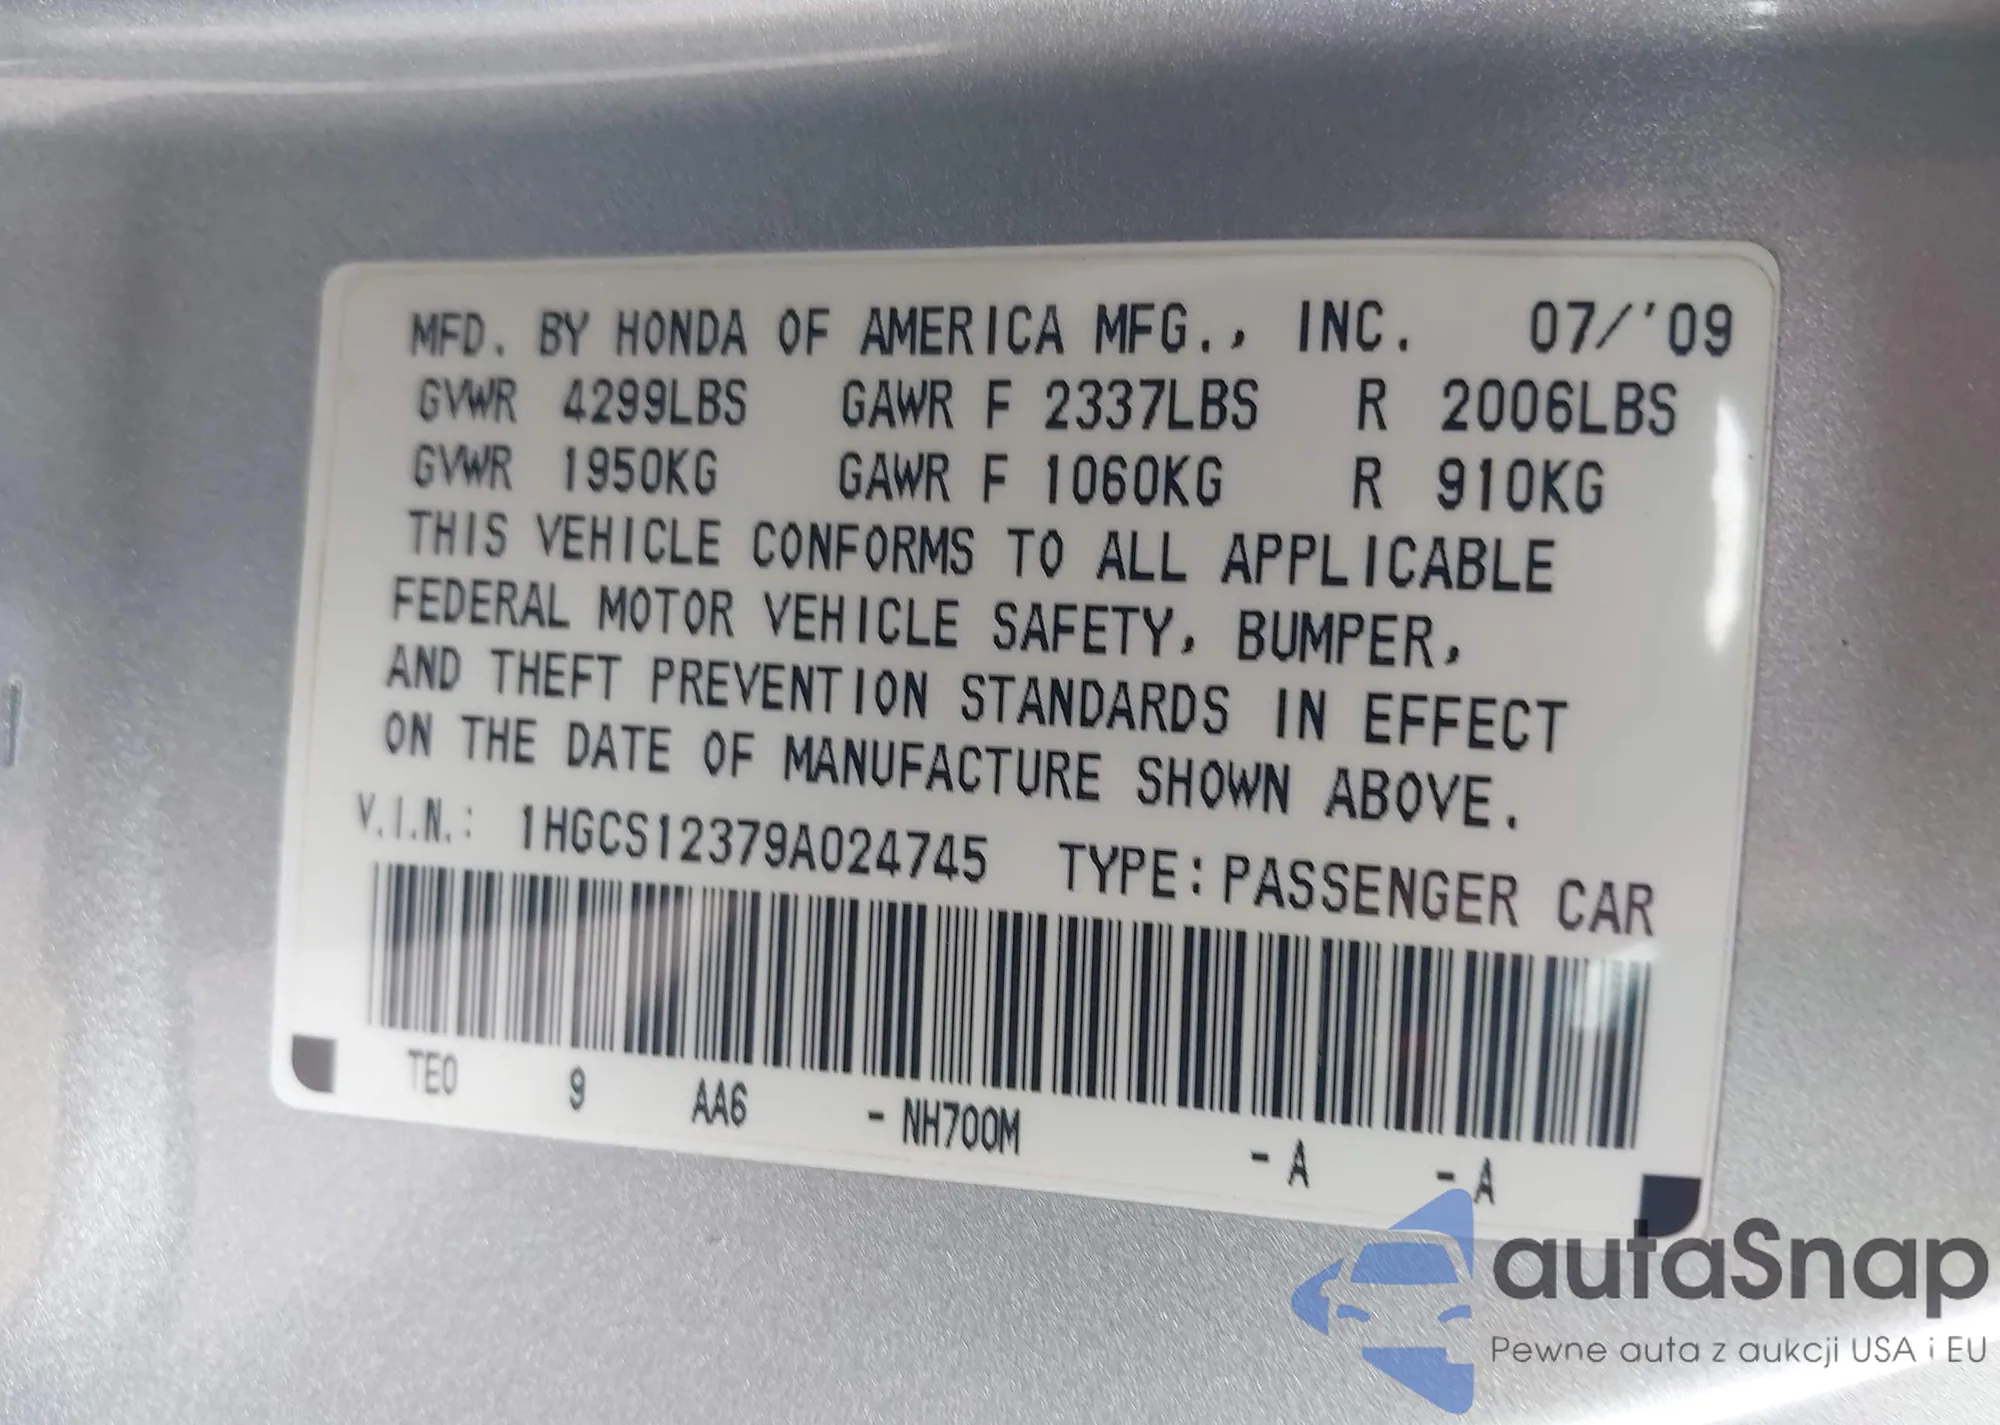 MFD. BY HONDA OF AMERICA MFG., INC. 07/'09
GVWR 4299LBS GAWR F 2337LBS R 2006LBS
GVWR 1950KG GAWR F 1060KG R 910KG
THIS VEHICLE CONFORMS TO ALL APPLICABLE
FEDERAL MOTOR VEHICLE SAFETY, BUMPER,
AND THEFT PREVENTION STANDARDS IN EFFECT
ON THE DATE OF MANUFACTURE SHOWN ABOVE.
V.I.N.: 1HGCS12379A024745 TYPE:PASSENGER CAR
TE0 9 AA6 - NH700M - A - A
autaSnap
Pewne auta z aukcji USA i EU